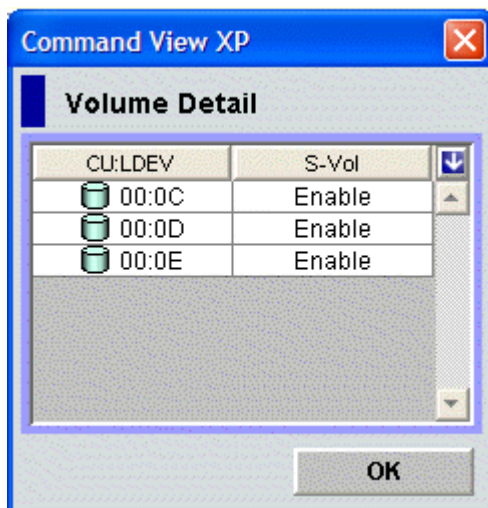 Command View XP
Volume Detail
CU:LDEV S-Vol
00:0C Enable
00:0D Enable
00:0E Enable
OK